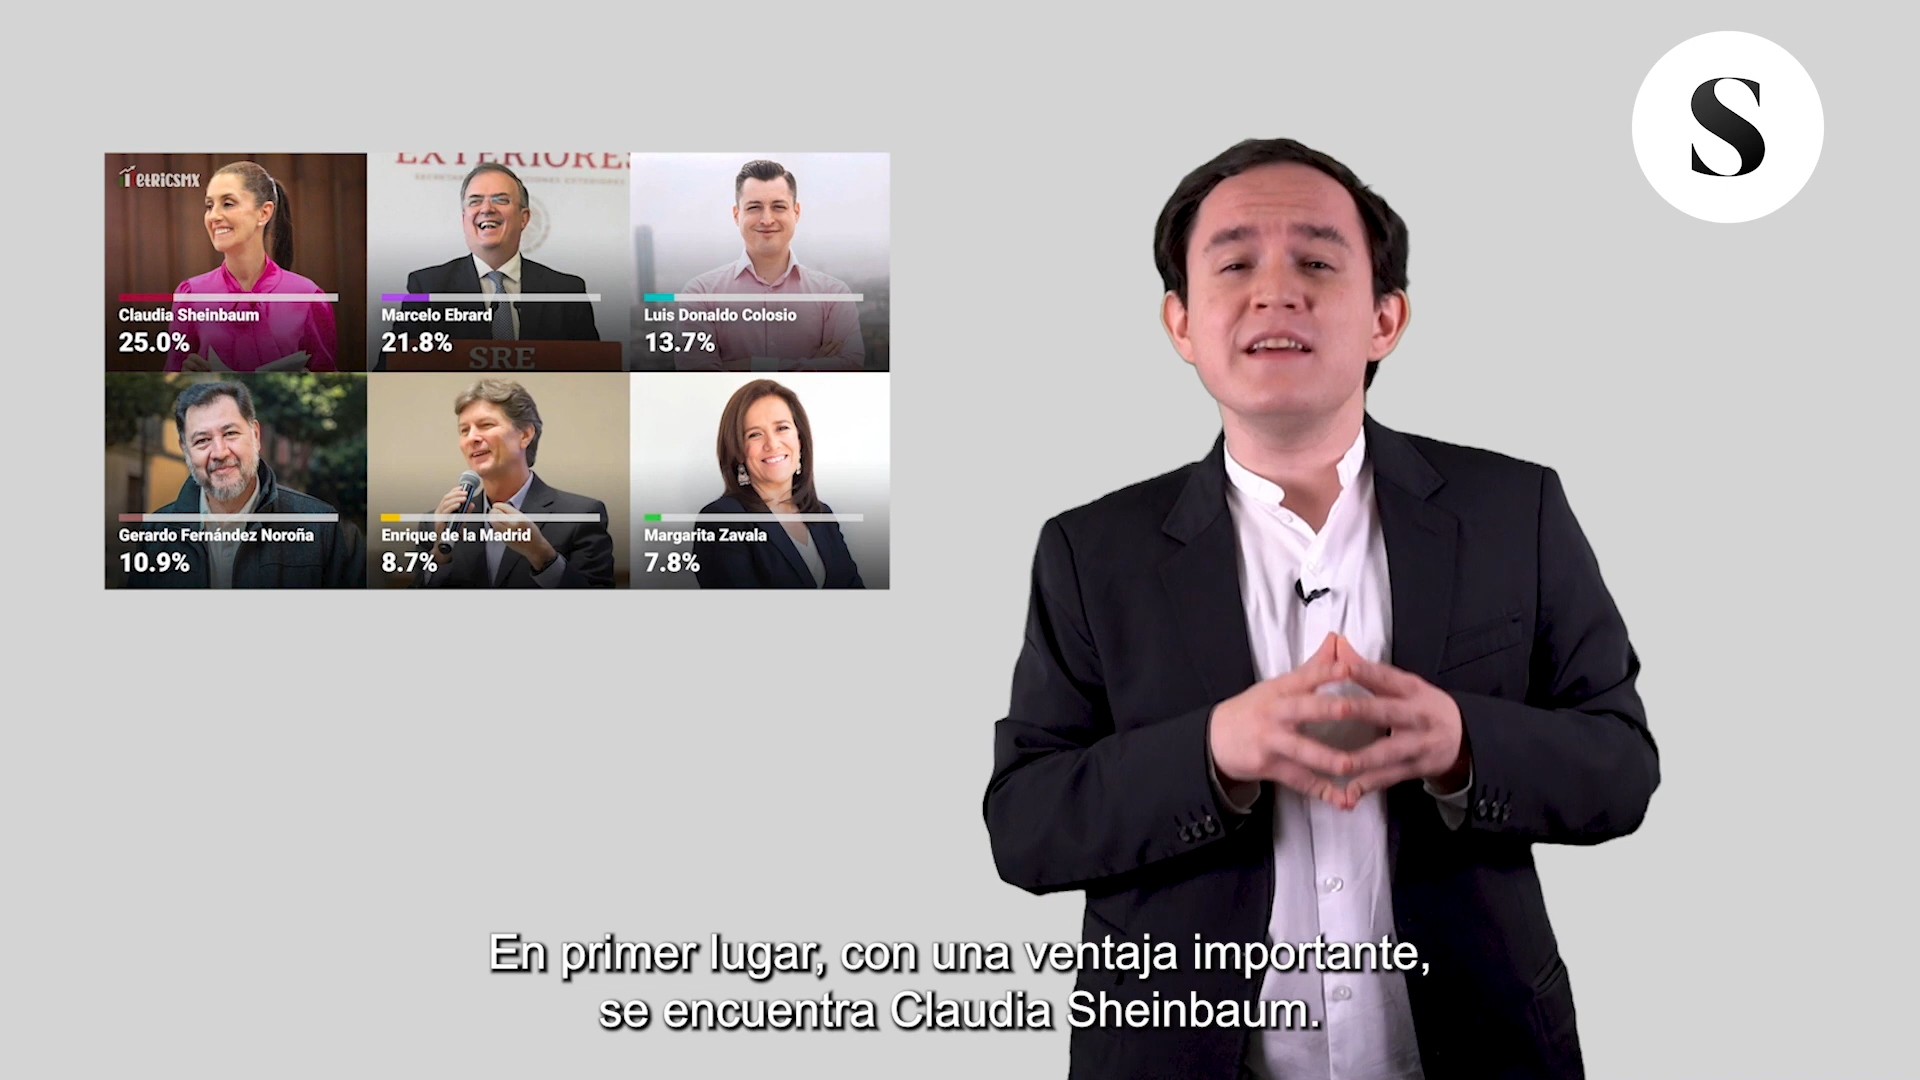 S
MetricsMX
EXTERIORES
Claudia Sheinbaum
25.0%
Marcelo Ebrard
21.8%
SRE
Luis Donaldo Colosio
13.7%
Gerardo Fernández Noroña
10.9%
Enrique de la Madrid
8.7%
Margarita Zavala
7.8%
En primer lugar, con una ventaja importante,
se encuentra Claudia Sheinbaum.